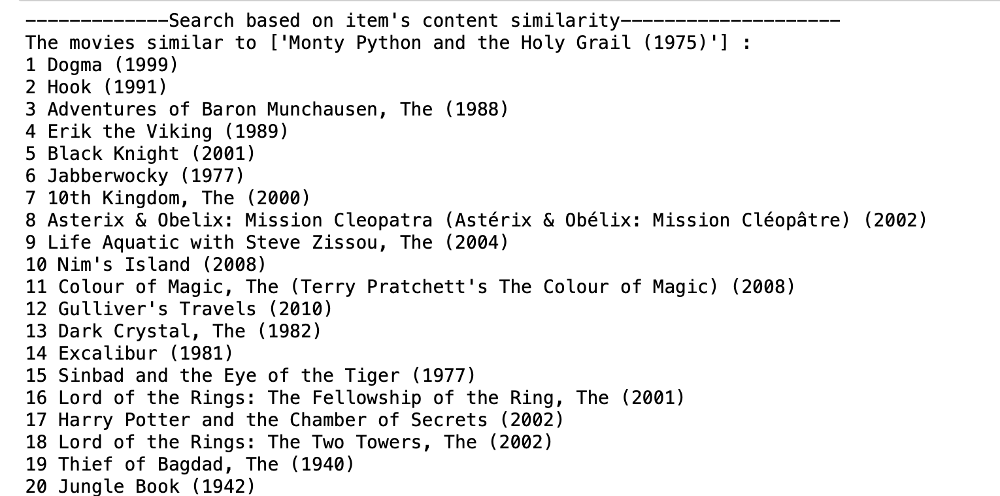 -------------Search based on item's content similarity--------------------
The movies similar to ['Monty Python and the Holy Grail (1975)'] :
1 Dogma (1999)
2 Hook (1991)
3 Adventures of Baron Munchausen, The (1988)
4 Erik the Viking (1989)
5 Black Knight (2001)
6 Jabberwocky (1977)
7 10th Kingdom, The (2000)
8 Asterix & Obelix: Mission Cleopatra (Astérix & Obélix: Mission Cléopâtre) (2002)
9 Life Aquatic with Steve Zissou, The (2004)
10 Nim's Island (2008)
11 Colour of Magic, The (Terry Pratchett's The Colour of Magic) (2008)
12 Gulliver's Travels (2010)
13 Dark Crystal, The (1982)
14 Excalibur (1981)
15 Sinbad and the Eye of the Tiger (1977)
16 Lord of the Rings: The Fellowship of the Ring, The (2001)
17 Harry Potter and the Chamber of Secrets (2002)
18 Lord of the Rings: The Two Towers, The (2002)
19 Thief of Bagdad, The (1940)
20 Jungle Book (1942)